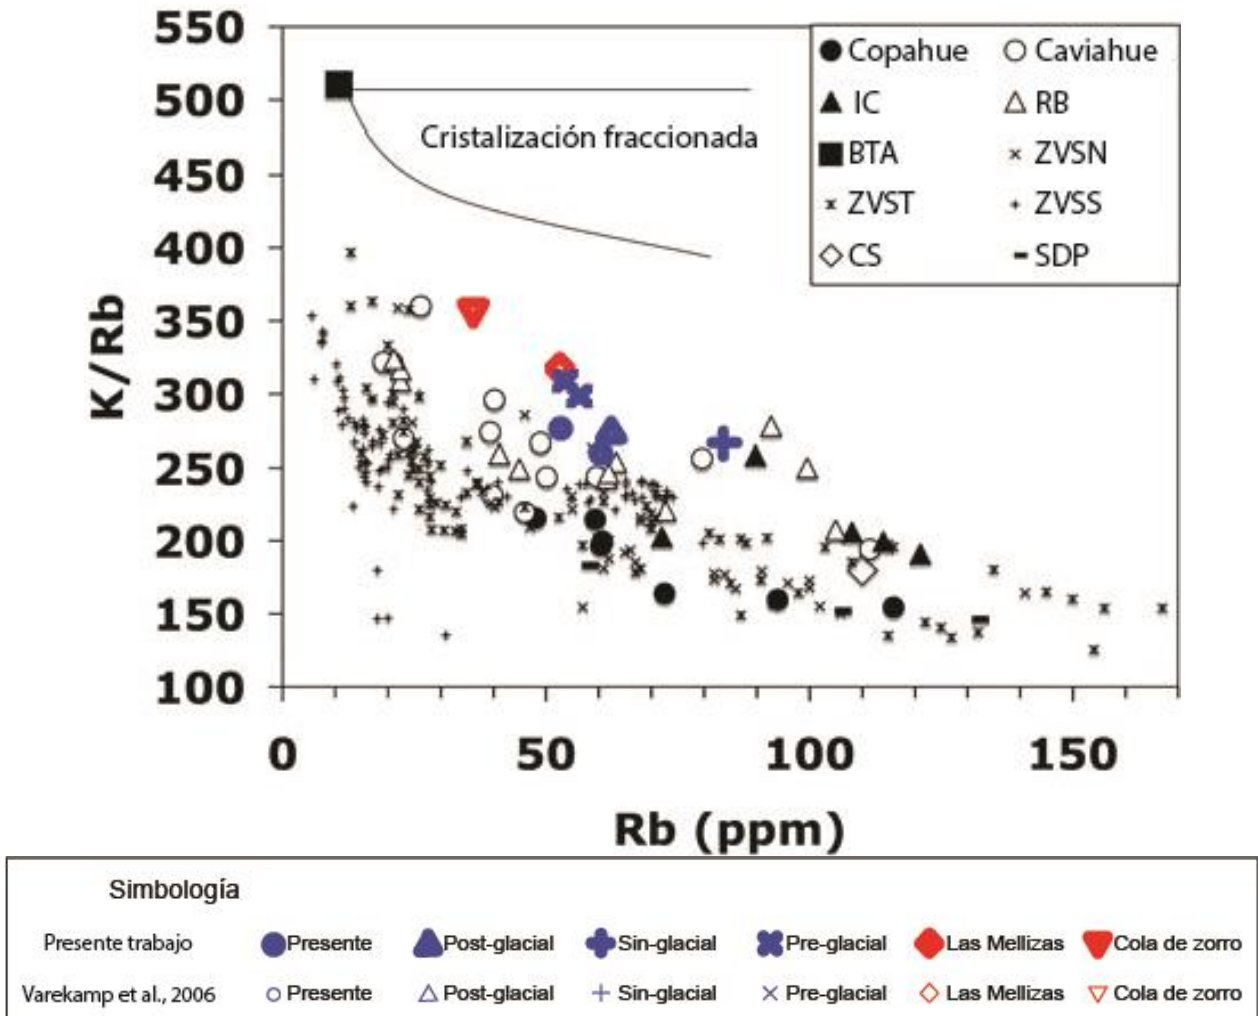 550
500
450
400
350
300
250
200
150
100
K/Rb
Cristalización fraccionada
Copahue Caviahue
IC RB
BTA ZVSN
ZVST ZVSS
CS SDP
0 50 100 150
Rb (ppm)
Simbología
Presente trabajo Presente Post-glacial Sin-glacial Pre-glacial Las Mellizas Cola de zorro
Varekamp et al., 2006 Presente Post-glacial Sin-glacial Pre-glacial Las Mellizas Cola de zorro